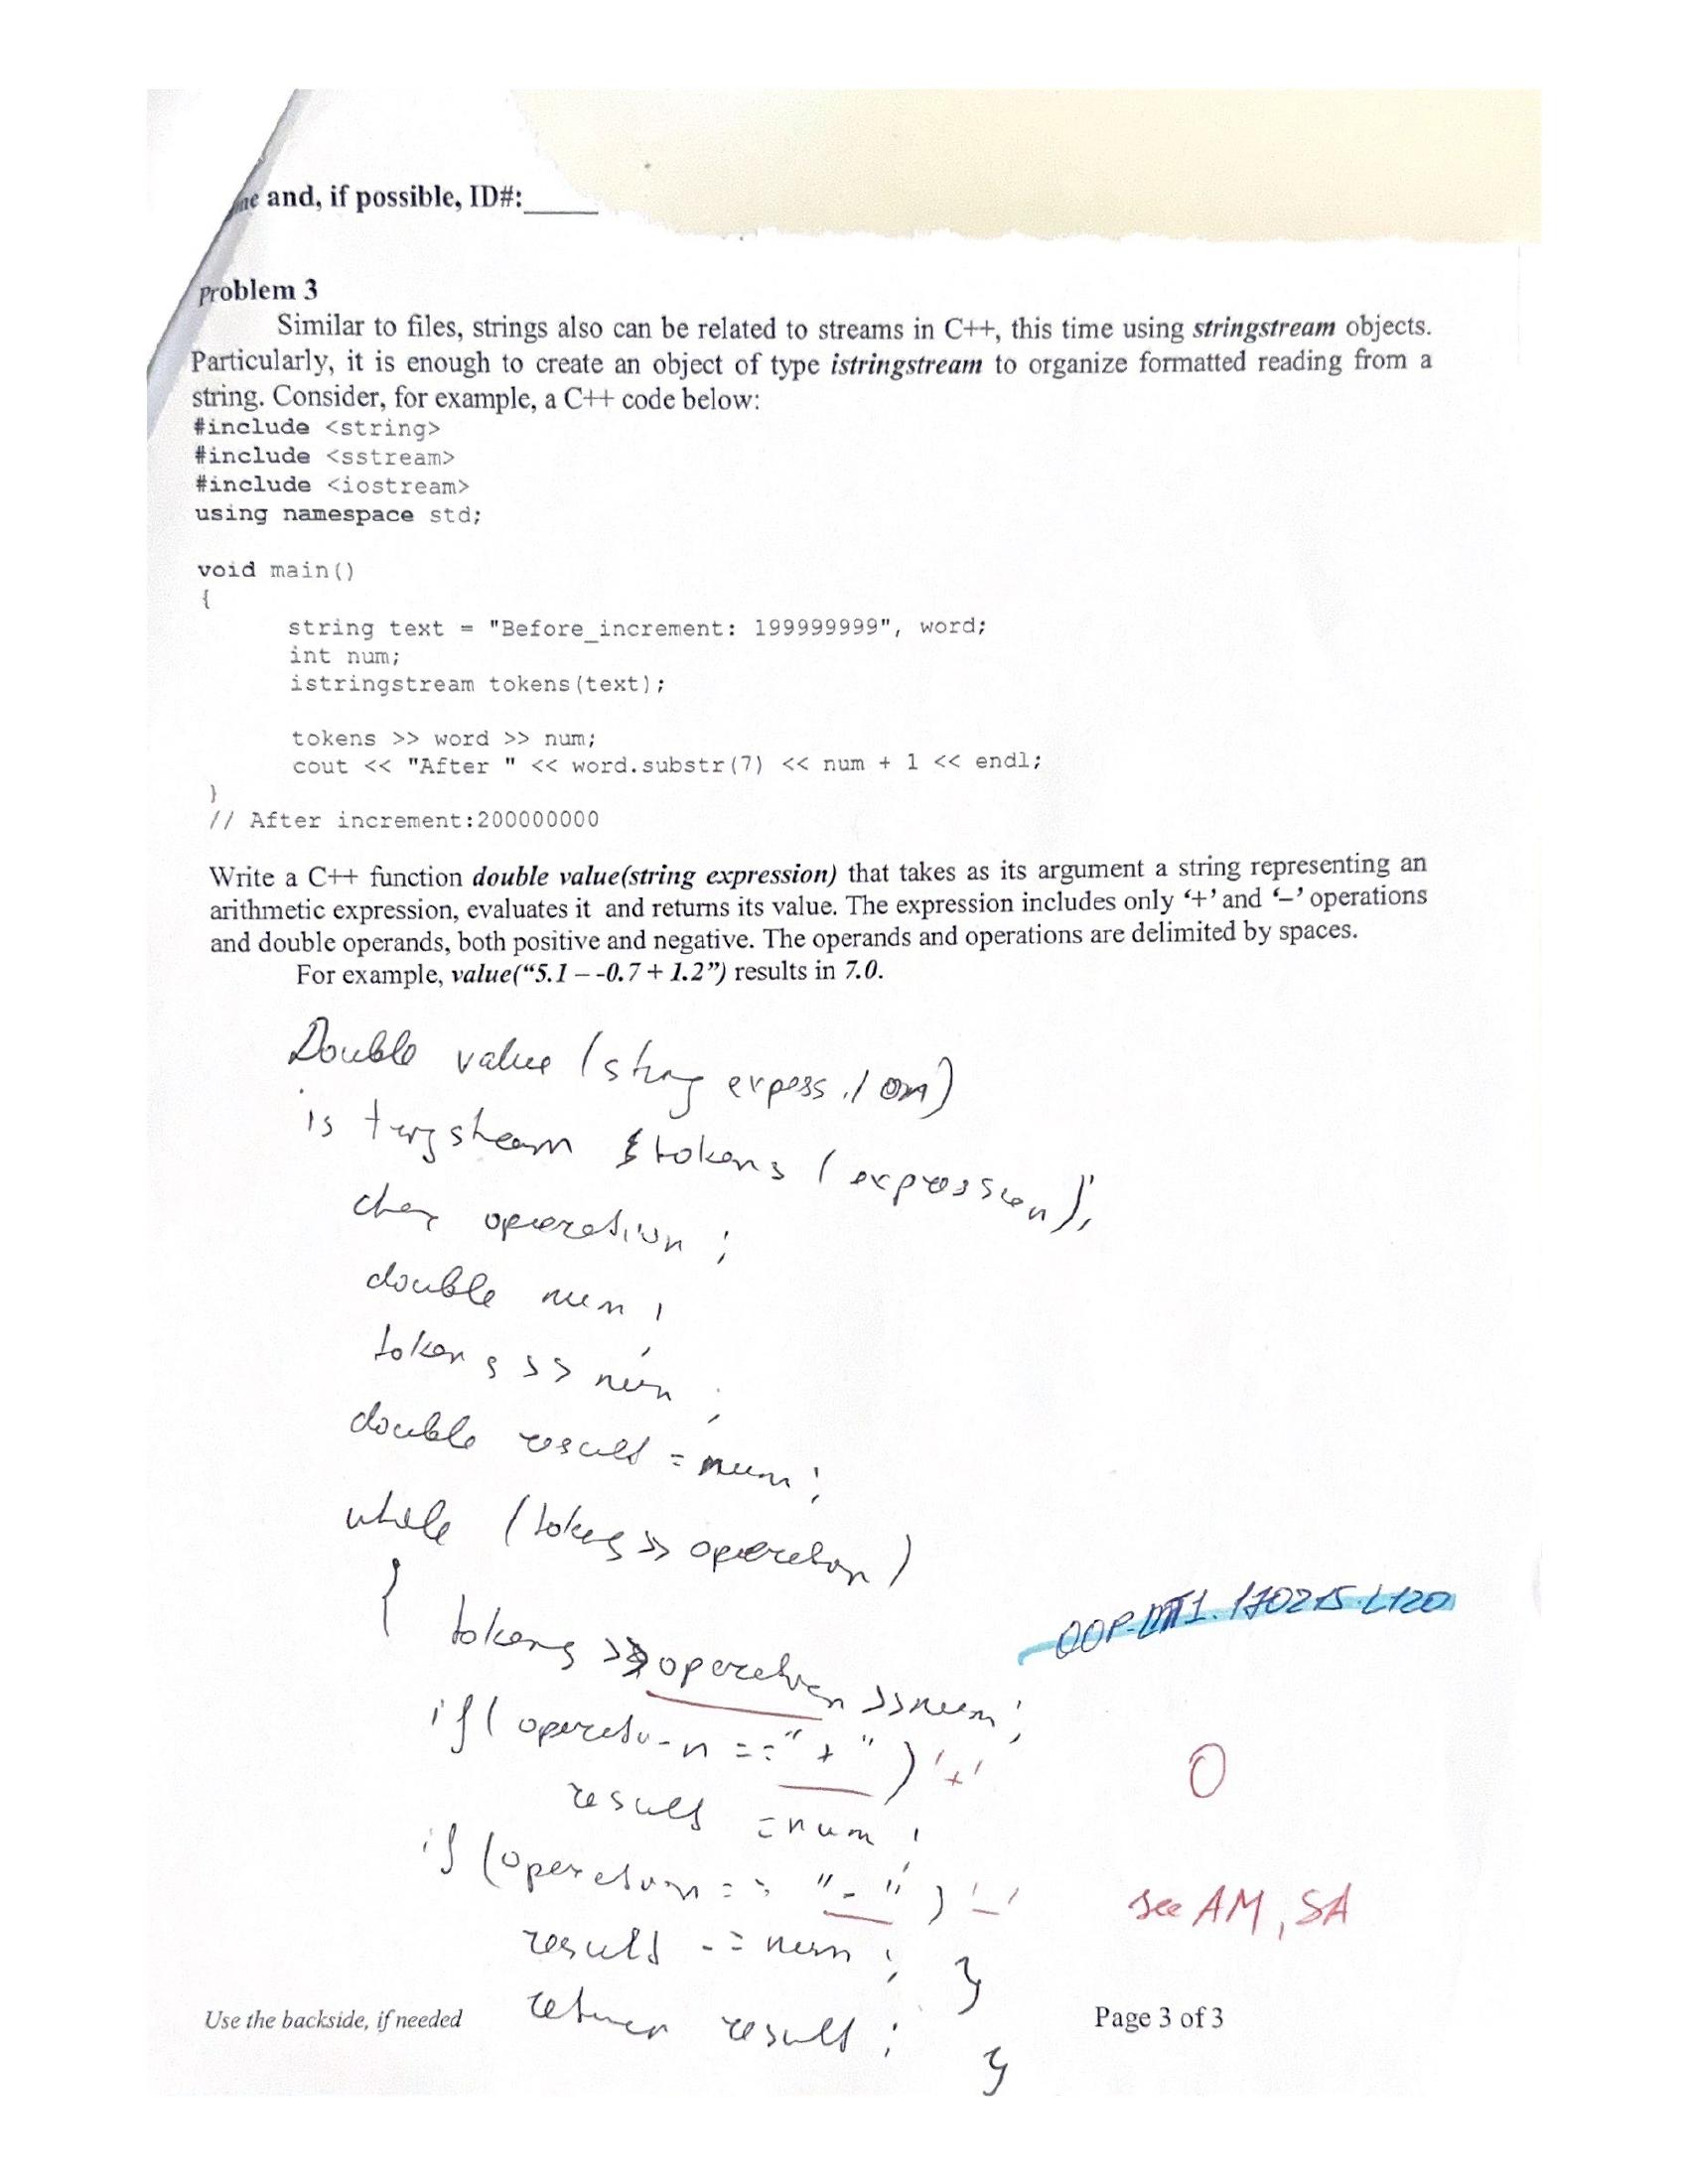 and, if possible, ID#:_____
problem 3
Similar to files, strings also can be related to streams in C++, this time using stringstream objects.
Particularly, it is enough to create an object of type istringstream to organize formatted reading from a
string. Consider, for example, a C++ code below:
#include <string>
#include <sstream>
#include <iostream>
using namespace std;
void main()
{
string text = "Before_increment: 199999999", word;
int num;
istringstream tokens(text);
tokens >> word >> num;
cout << "After " << word.substr(7) << num + 1 << endl;
}
// After increment:200000000
Write a C++ function double value(string expression) that takes as its argument a string representing an
arithmetic expression, evaluates it and returns its value. The expression includes only ‘+’ and ‘–’ operations
and double operands, both positive and negative. The operands and operations are delimited by spaces.
For example, value(“5.1 – -0.7 + 1.2”) results in 7.0.
Double value (string expession)
istringstream tokens (expression);
char operation;
double num;
tokens >> num;
double result = num;
while (tokens >> operation)
{
tokens >> operation >> num;
if( operation == "+" ) '+'
result = num;
if (operation == "-") '-'
result -= num; }
return result; }
OOP.MT1.170215.L120
0
see AM, SA
Use the backside, if needed
Page 3 of 3